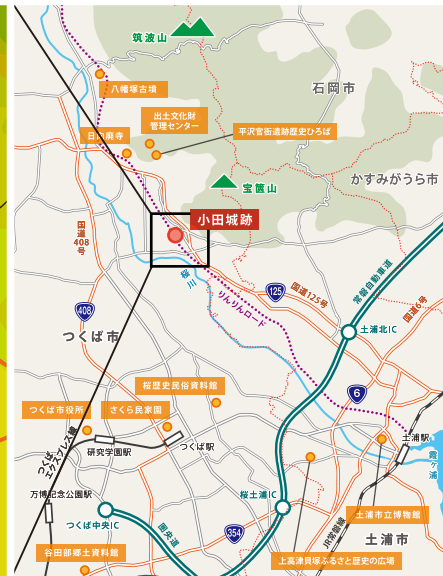 筑波山
八幡塚古墳
石岡市
出土文化財
管理センター
日向廃寺
平沢官衙遺跡歴史ひろば
宝篋山
かすみがうら市
小田城跡
国道
408
号
桜
川
りんりんロード
125
国道125号
常磐自動車道
国道6号
408
つくば市
土浦北IC
6
桜歴史民俗資料館
つくば市役所
さくら民家園
つくば
エクスプレス線
研究学園駅
つくば駅
土浦駅
霞ヶ浦
万博記念公園駅
桜土浦IC
つくば中央IC
圏央道
354
JR常磐線
土浦市立博物館
土浦市
谷田部郷土資料館
上高津貝塚ふるさと歴史の広場